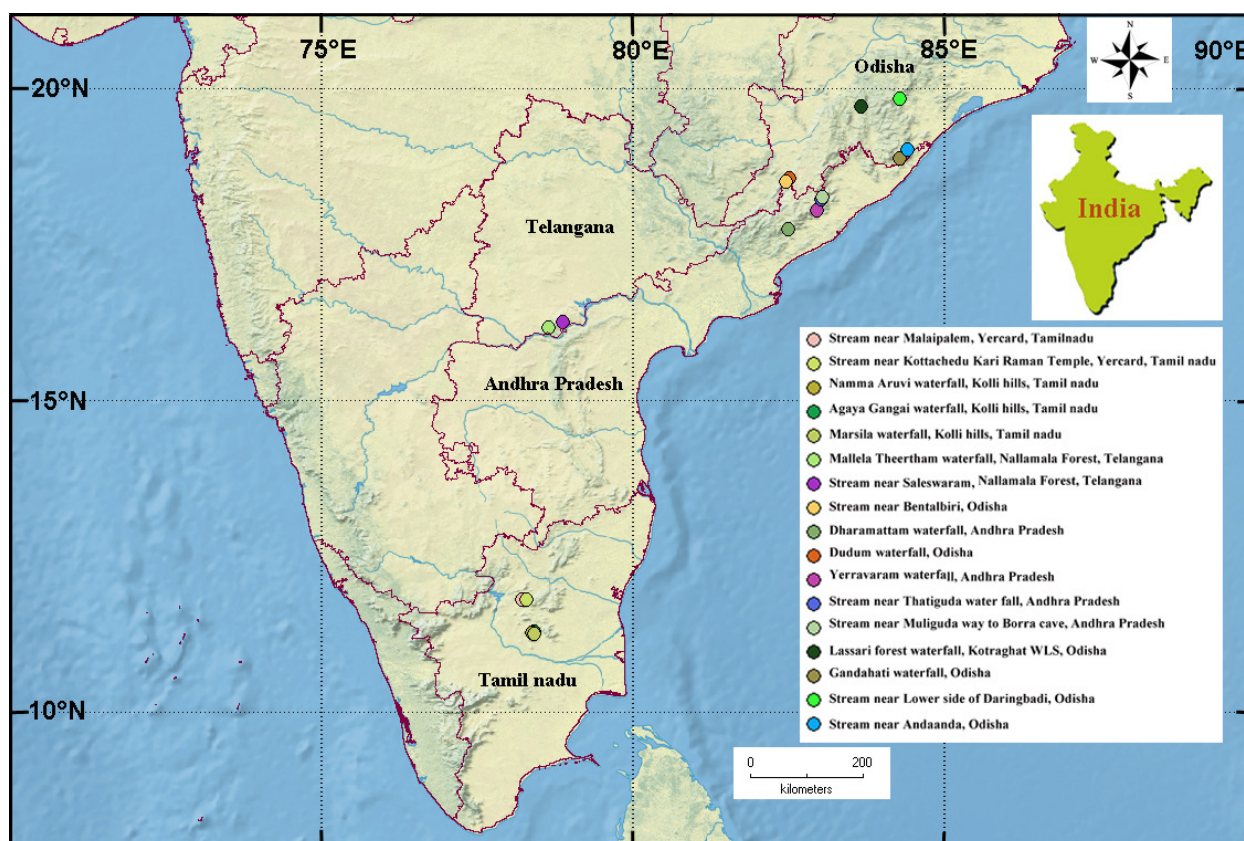 75°E 80°E 85°E 90°E
N
W E
S
Odisha
20°N
India
Telangana
Andhra Pradesh
15°N
Tamil nadu
10°N
Stream near Malaipalem, Yercard, Tamilnadu
Stream near Kottachedu Kari Raman Temple, Yercard, Tamil nadu
Namma Aruvi waterfall, Kolli hills, Tamil nadu
Agaya Gangai waterfall, Kolli hills, Tamil nadu
Marsila waterfall, Kolli hills, Tamil nadu
Mallela Theertham waterfall, Nallamala Forest, Telangana
Stream near Saleswaram, Nallamala Forest, Telangana
Stream near Bentalbiri, Odisha
Dharamattam waterfall, Andhra Pradesh
Dudum waterfall, Odisha
Yerravaram waterfall, Andhra Pradesh
Stream near Thatiguda water fall, Andhra Pradesh
Stream near Muliguda way to Borra cave, Andhra Pradesh
Lassari forest waterfall, Kotraghat WLS, Odisha
Gandahati waterfall, Odisha
Stream near Lower side of Daringbadi, Odisha
Stream near Andaanda, Odisha
0 200
kilometers